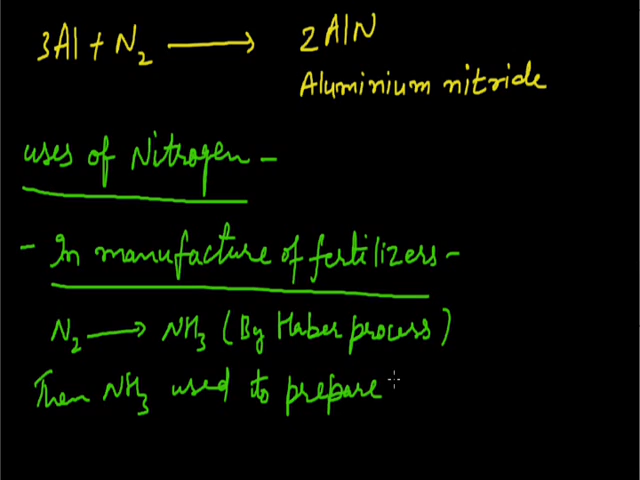 3Al + N₂ ⟶ 2AlN
Aluminium nitride
uses of Nitrogen -
- In manufacture of fertilizers -
N₂ ⟶ NH₃ (By Haber process)
Then NH₃ used to prepare